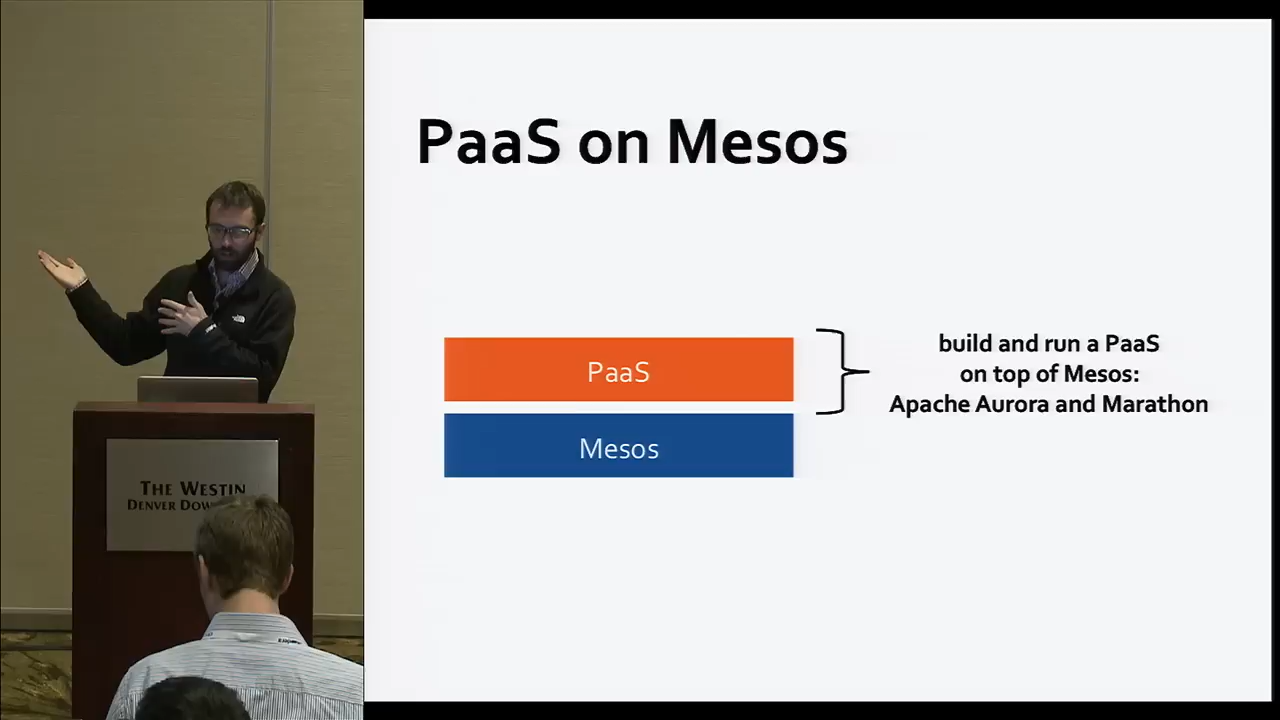 PaaS on Mesos
PaaS
Mesos
build and run a PaaS
on top of Mesos:
Apache Aurora and Marathon
THE WESTIN
DENVER